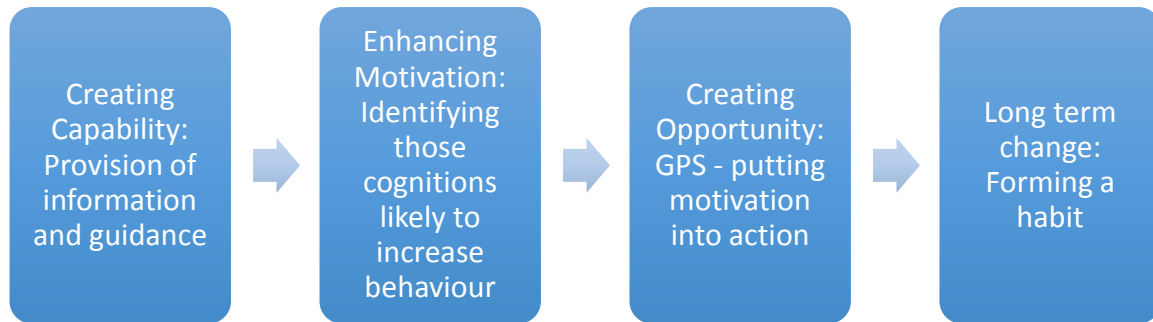 Creating
Capability:
Provision of
information
and guidance
Enhancing
Motivation:
Identifying
those
cognitions
likely to
increase
behaviour
Creating
Opportunity:
GPS - putting
motivation
into action
Long term
change:
Forming a
habit